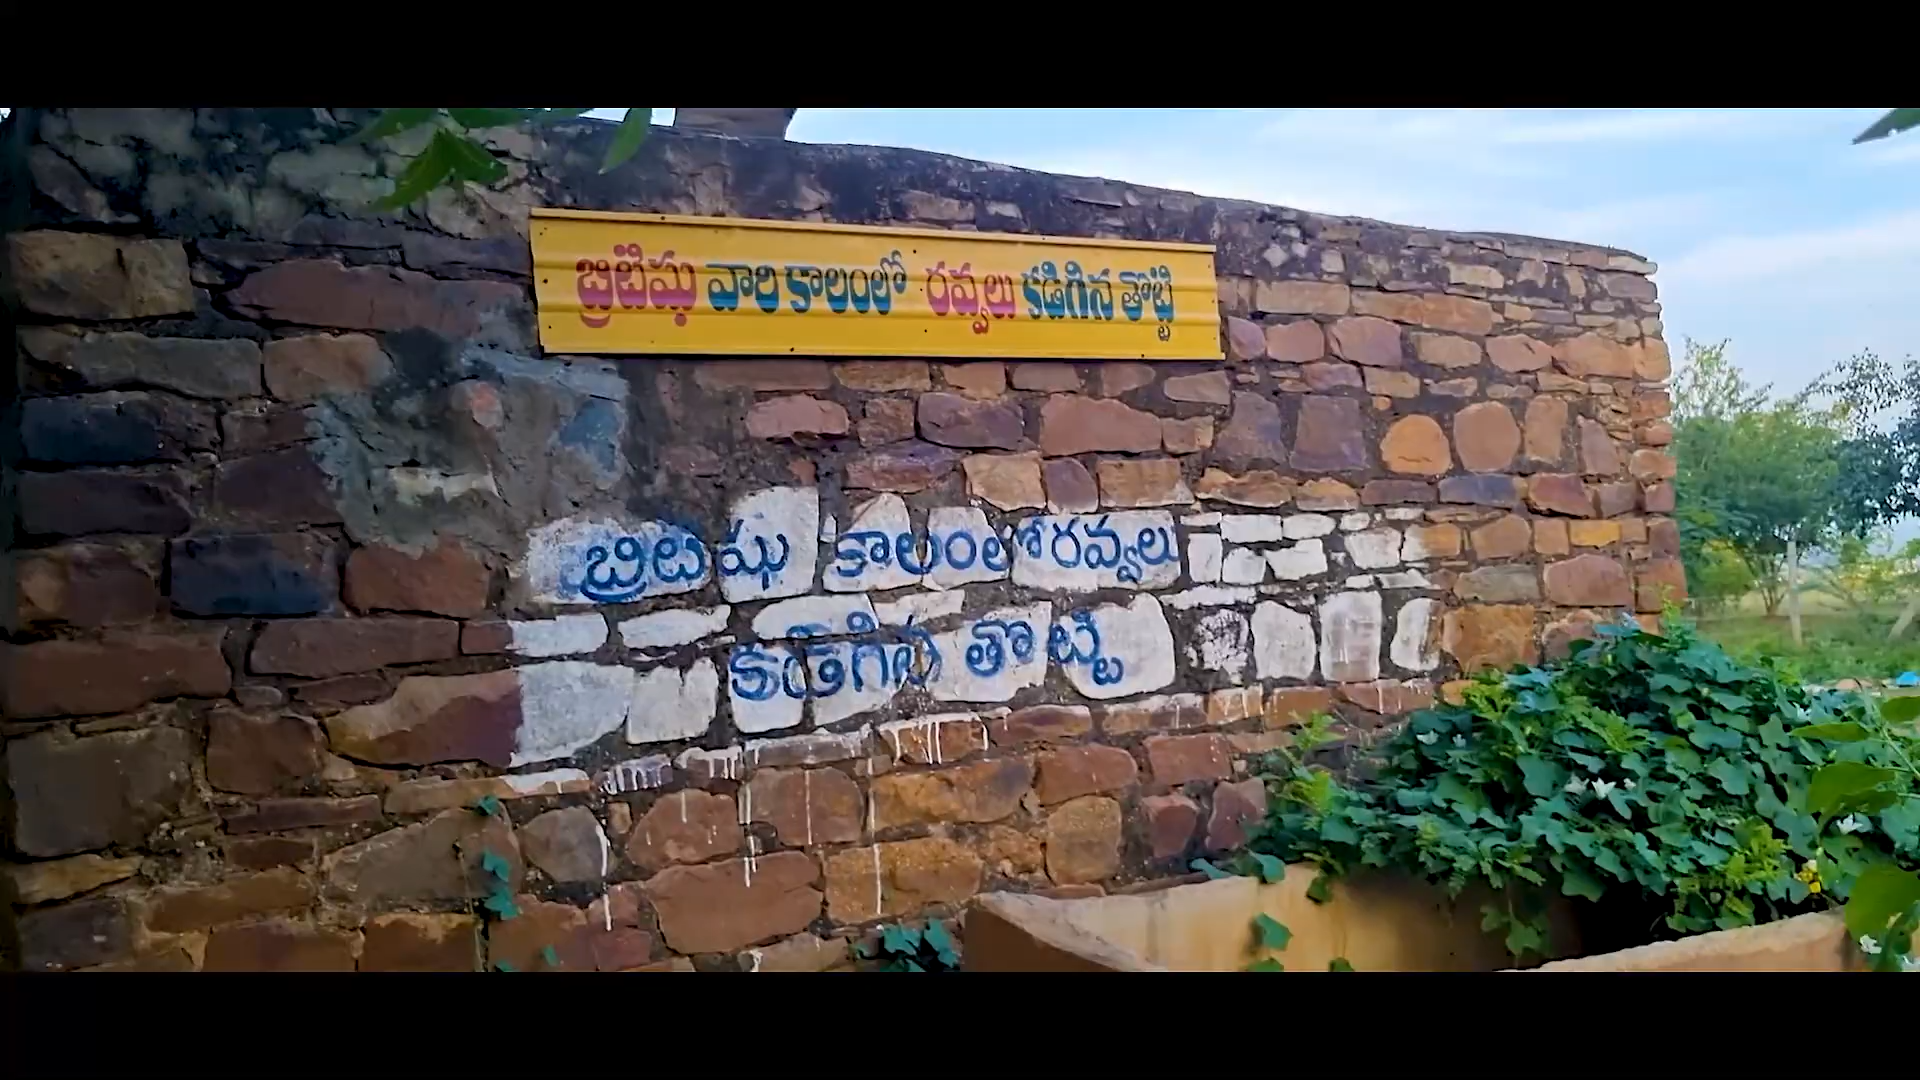 బ్రిటిషు వారి కాలంలో రవ్వలు కడిగిన తొట్టి
బ్రిటిషు కాలంలో రవ్వలు
కడిగిన తొట్టి